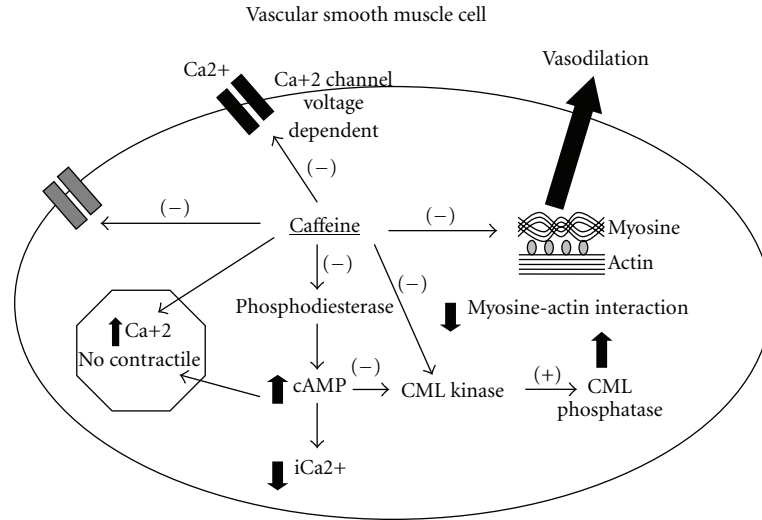 Vascular smooth muscle cell
Vasodilation
Ca2+
Ca+2 channel
voltage
dependent
(−)
(−)
Caffeine
(−)
Myosine
Actin
(−)
(−)
Phosphodiesterase
Myosine-actin interaction
Ca+2
No contractile
cAMP
(−)
CML kinase
(+)
CML
phosphatase
iCa2+